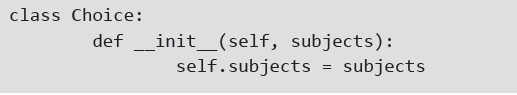 class Choice:
        def __init__(self, subjects):
                self.subjects = subjects